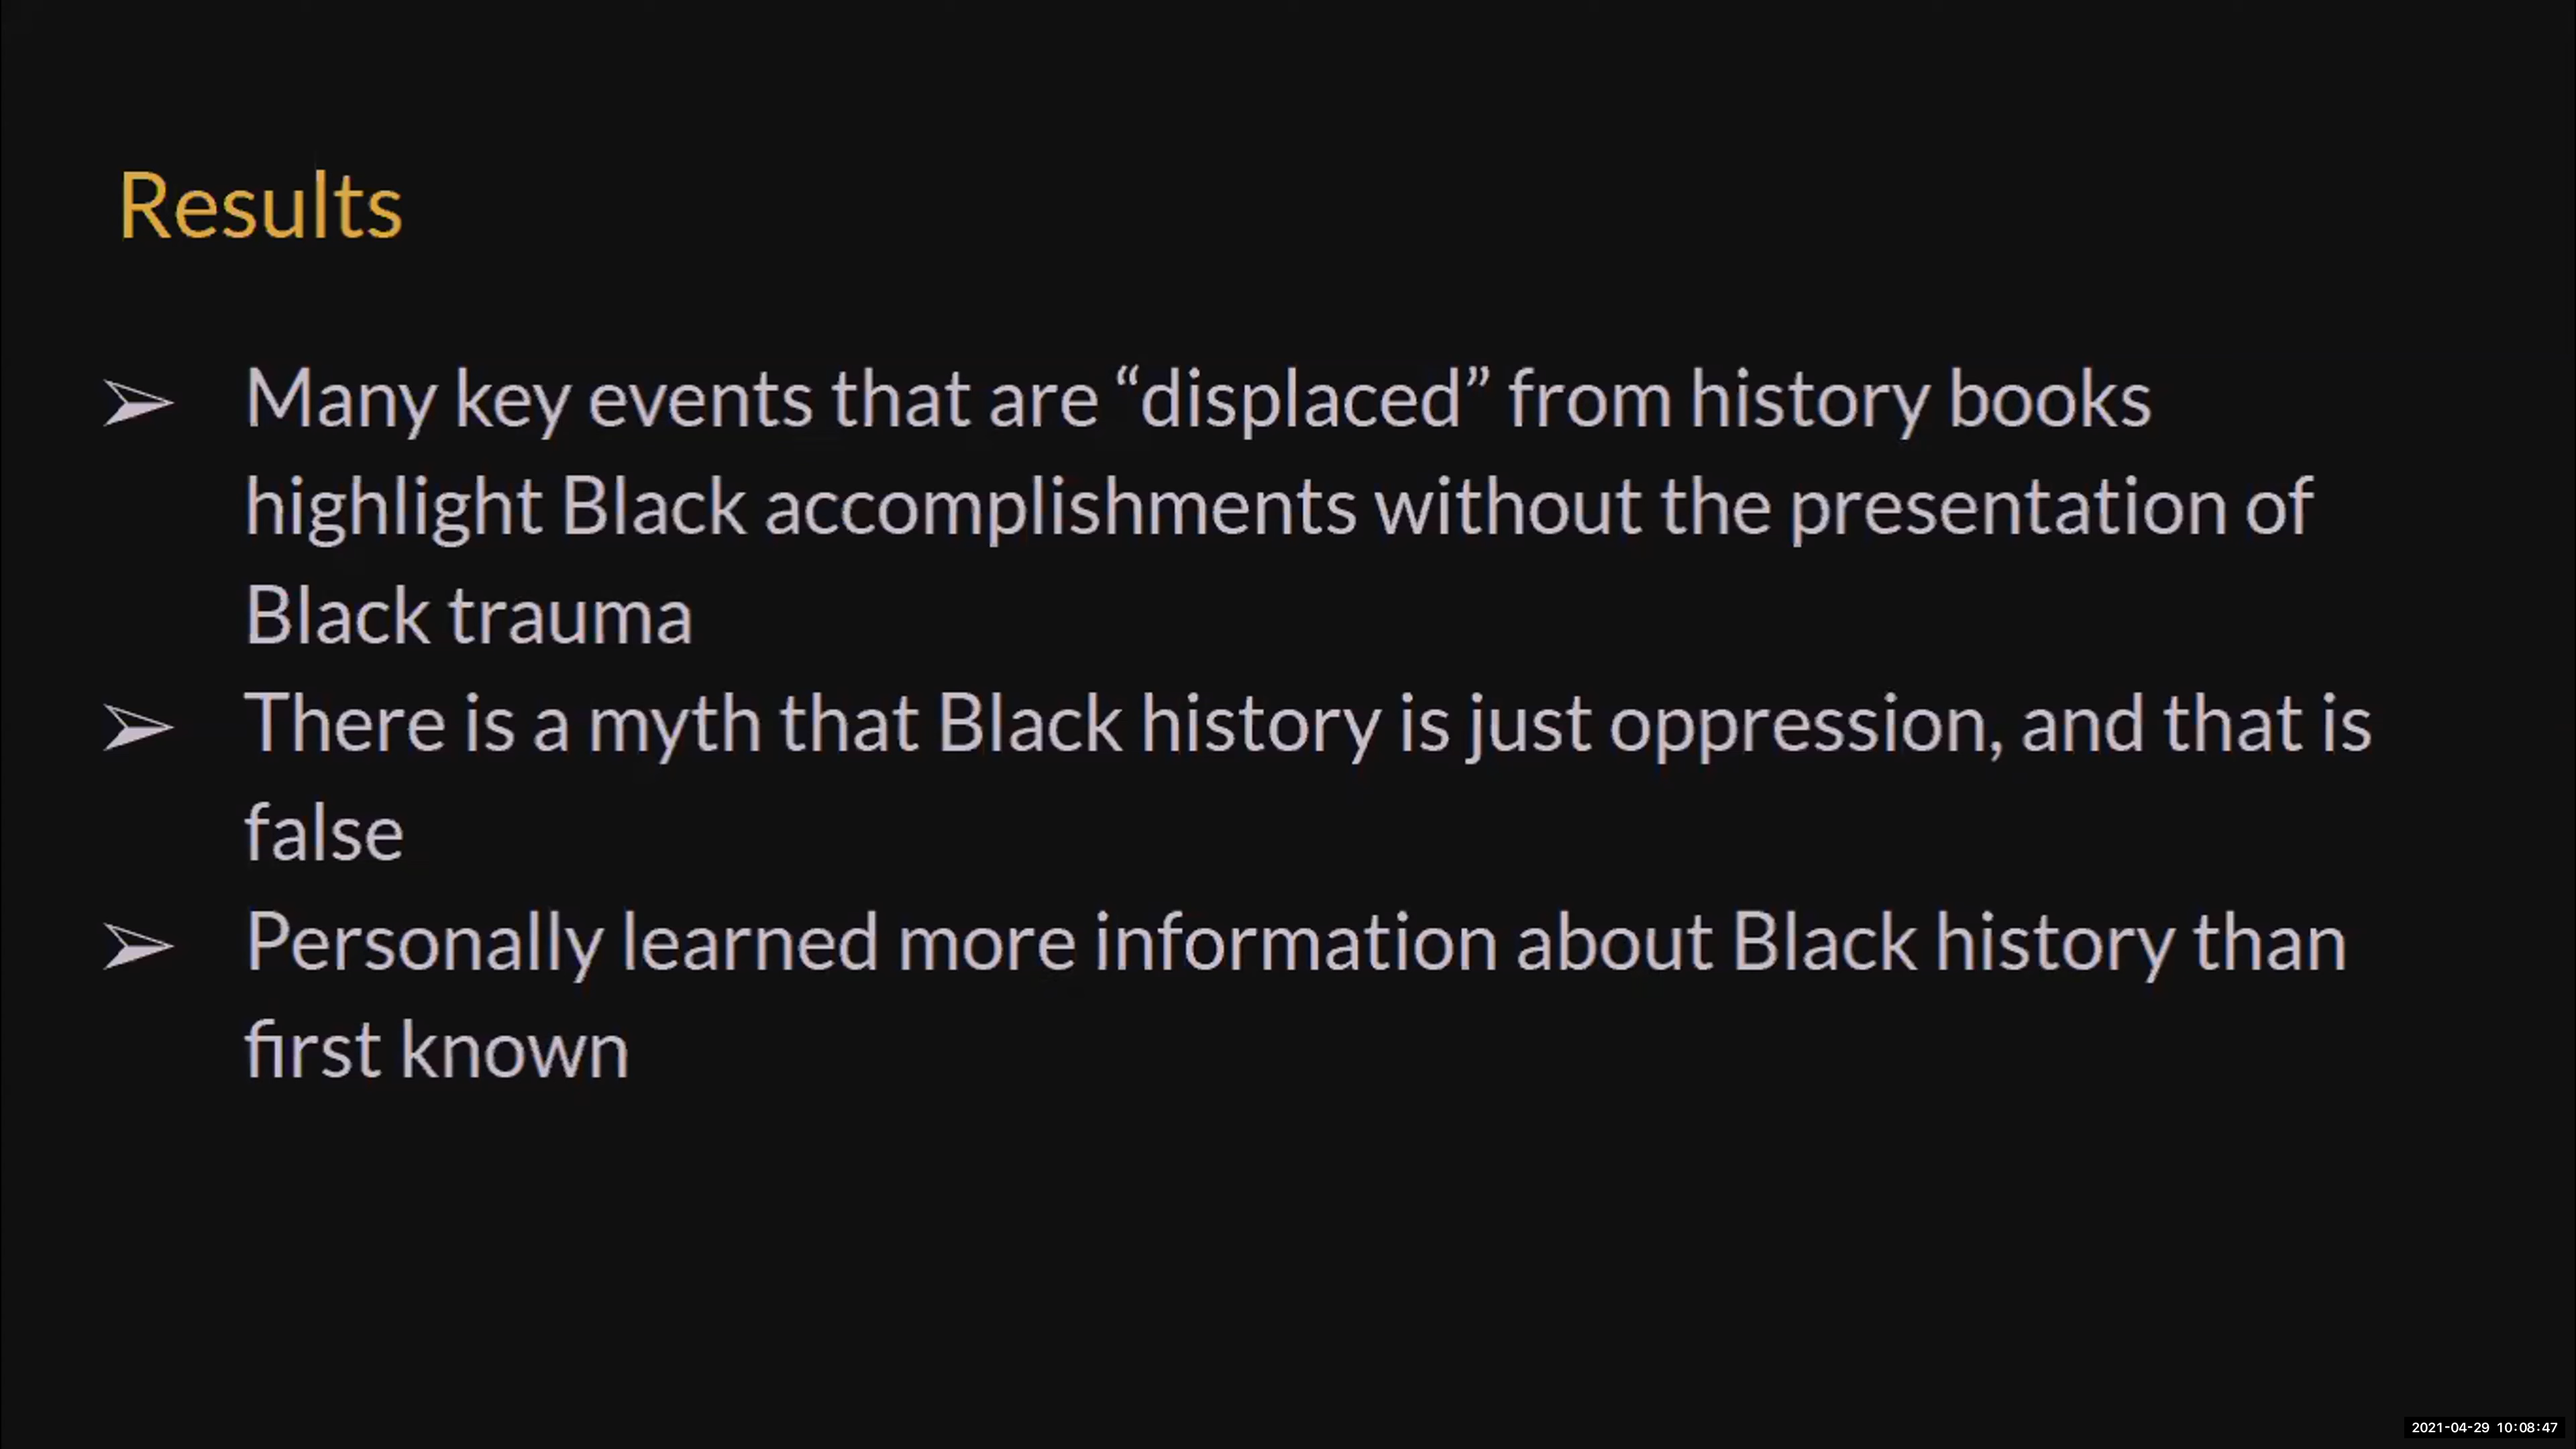 Results
➢ Many key events that are “displaced” from history books
highlight Black accomplishments without the presentation of
Black trauma
➢ There is a myth that Black history is just oppression, and that is
false
➢ Personally learned more information about Black history than
first known
2021-04-29 10:08:47